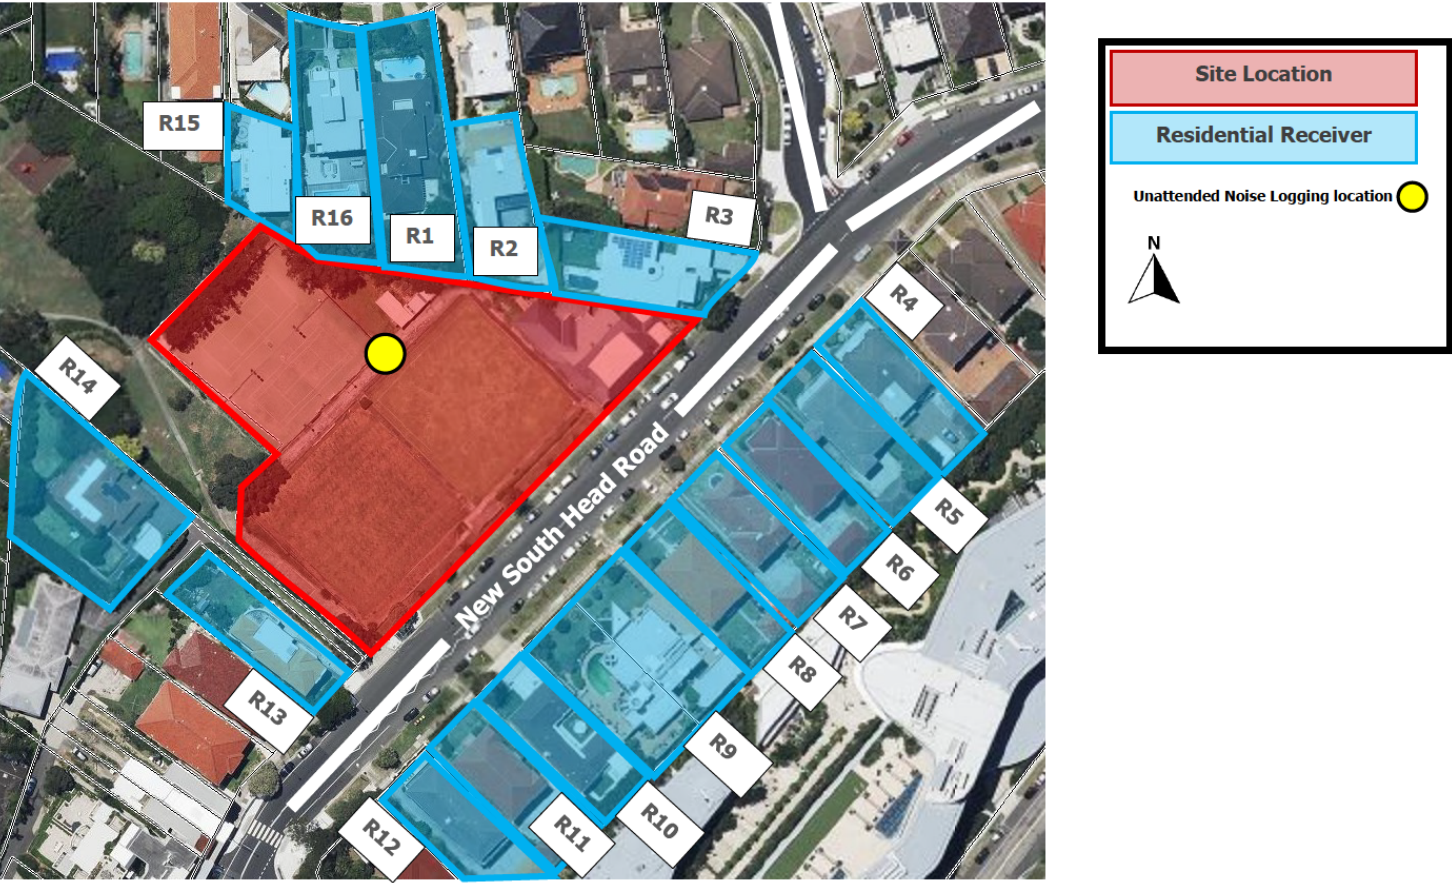 Site Location
Residential Receiver
Unattended Noise Logging location
N
R15
R16
R1
R2
R3
R4
R14
New South Head Road
R5
R6
R7
R8
R13
R9
R10
R11
R12